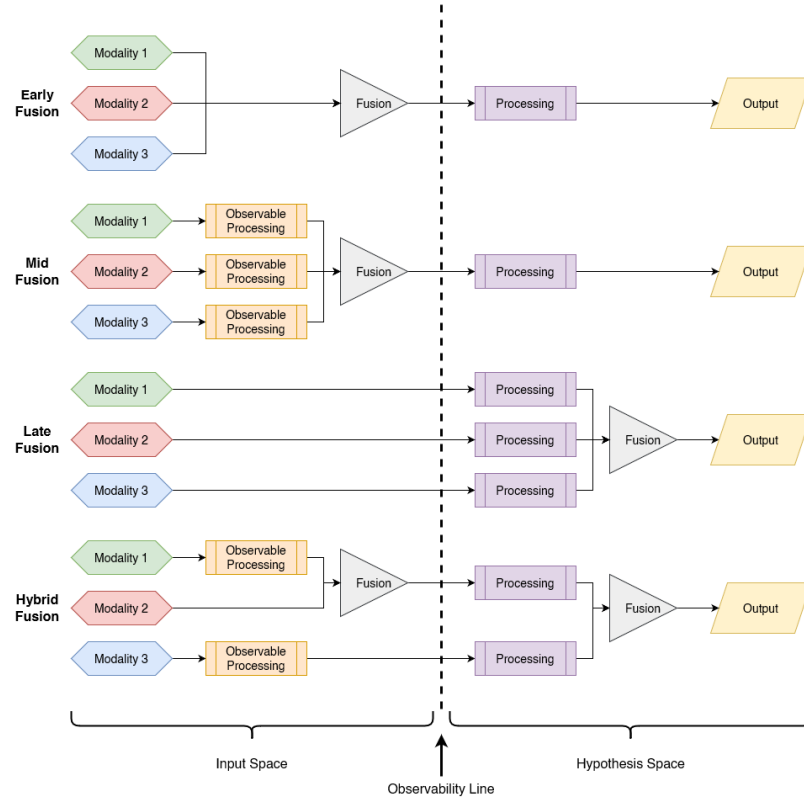 Early
Fusion
Modality 1
Modality 2
Modality 3
Fusion
Processing
Output
Mid
Fusion
Modality 1
Observable
Processing
Modality 2
Observable
Processing
Modality 3
Observable
Processing
Fusion
Processing
Output
Late
Fusion
Modality 1
Processing
Modality 2
Processing
Modality 3
Processing
Fusion
Output
Hybrid
Fusion
Modality 1
Observable
Processing
Modality 2
Fusion
Processing
Modality 3
Observable
Processing
Processing
Fusion
Output
Input Space
Observability Line
Hypothesis Space